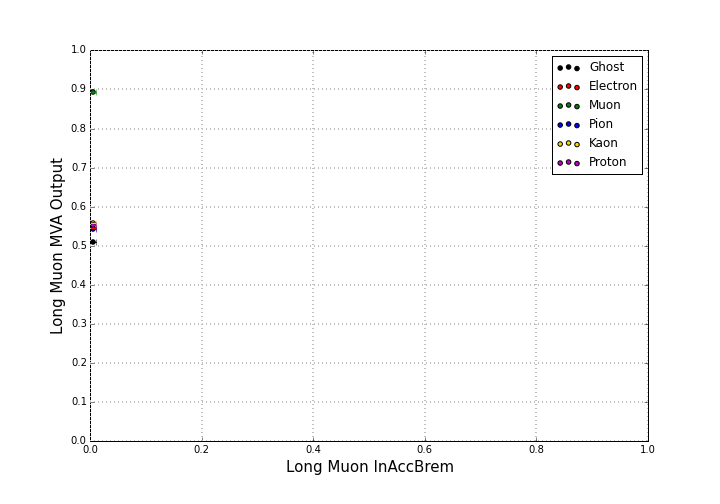 1.0
0.9
0.8
0.7
0.6
0.5
0.4
0.3
0.2
0.1
0.0
Long Muon MVA Output
Ghost
Electron
Muon
Pion
Kaon
Proton
0.0 0.2 0.4 0.6 0.8 1.0
Long Muon InAccBrem